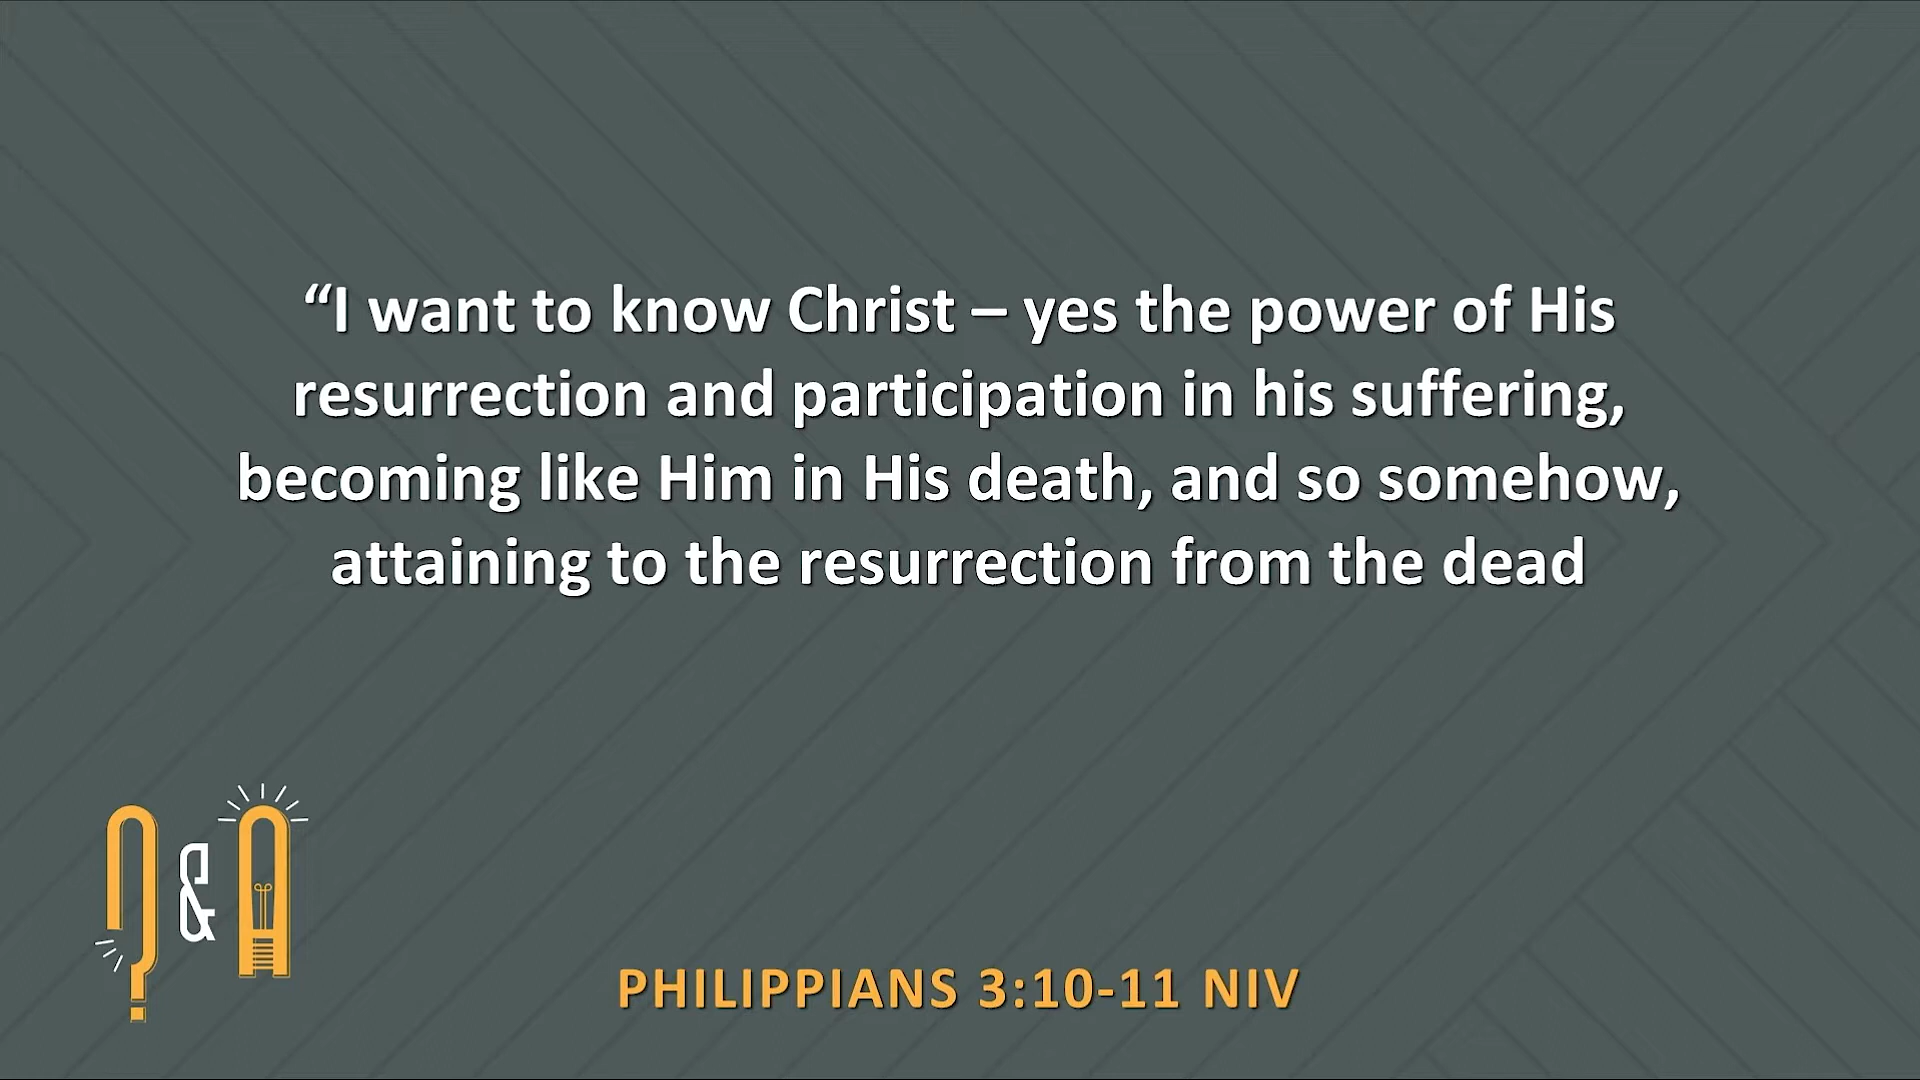 “I want to know Christ – yes the power of His
resurrection and participation in his suffering,
becoming like Him in His death, and so somehow,
attaining to the resurrection from the dead
? & A
PHILIPPIANS 3:10-11 NIV